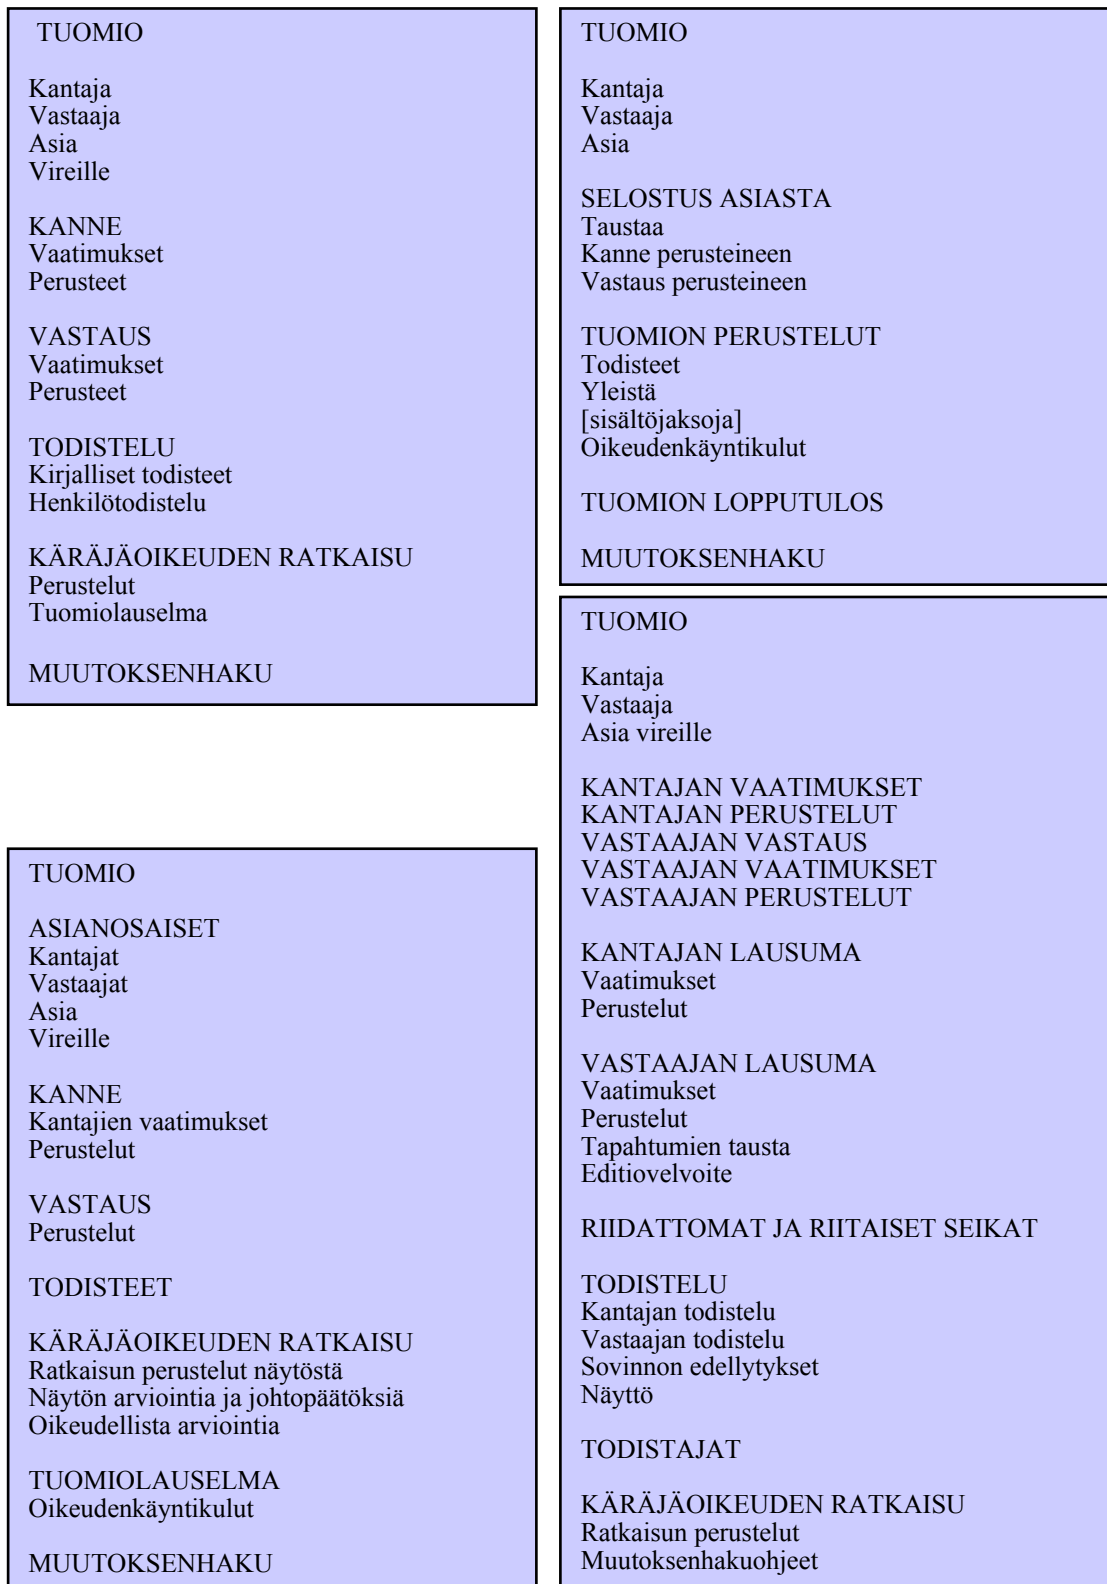 TUOMIO
Kantaja
Vastaaja
Asia
Vireille
KANNE
Vaatimukset
Perusteet
VASTAUS
Vaatimukset
Perusteet
TODISTELU
Kirjalliset todisteet
Henkilötodistelu
KÄRÄJÄOIKEUDEN RATKAISU
Perustelut
Tuomiolauselma
MUUTOKSENHAKU
TUOMIO
Kantaja
Vastaaja
Asia
SELOSTUS ASIASTA
Taustaa
Kanne perusteineen
Vastaus perusteineen
TUOMION PERUSTELUT
Todisteet
Yleistä
[sisältöjaksoja]
Oikeudenkäyntikulut
TUOMION LOPPUTULOS
MUUTOKSENHAKU
TUOMIO
ASIANOSAISET
Kantajat
Vastaajat
Asia
Vireille
KANNE
Kantajien vaatimukset
Perustelut
VASTAUS
Perustelut
TODISTEET
KÄRÄJÄOIKEUDEN RATKAISU
Ratkaisun perustelut näytöstä
Näytön arviointia ja johtopäätöksiä
Oikeudellista arviointia
TUOMIOLAUSELMA
Oikeudenkäyntikulut
MUUTOKSENHAKU
TUOMIO
Kantaja
Vastaaja
Asia vireille
KANTAJAN VAATIMUKSET
KANTAJAN PERUSTELUT
VASTAAJAN VASTAUS
VASTAAJAN VAATIMUKSET
VASTAAJAN PERUSTELUT
KANTAJAN LAUSUMA
Vaatimukset
Perustelut
VASTAAJAN LAUSUMA
Vaatimukset
Perustelut
Tapahtumien tausta
Editiovelvoite
RIIDATTOMAT JA RIITAISET SEIKAT
TODISTELU
Kantajan todistelu
Vastaajan todistelu
Sovinnon edellytykset
Näyttö
TODISTAJAT
KÄRÄJÄOIKEUDEN RATKAISU
Ratkaisun perustelut
Muutoksenhakuohjeet